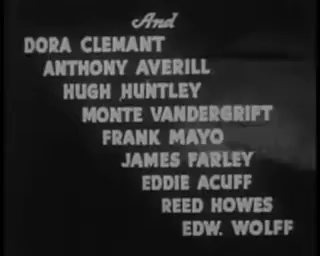 And
DORA CLEMANT
ANTHONY AVERILL
HUGH HUNTLEY
MONTE VANDERGRIFT
FRANK MAYO
JAMES FARLEY
EDDIE ACUFF
REED HOWES
EDW. WOLFF